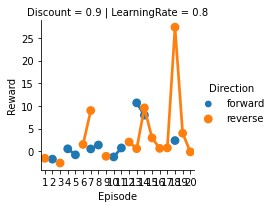 Discount = 0.9 | LearningRate = 0.8
25
20
15
10
5
0
Reward
1 2 3 4 5 6 7 8 9 10 11 12 13 14 15 16 17 18 19 20
Episode
Direction
forward
reverse